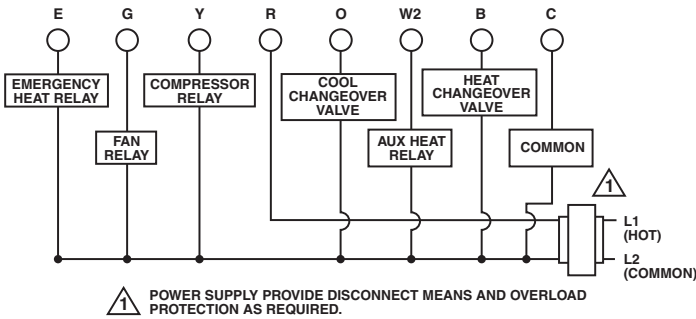 E G Y R O W2 B C
EMERGENCY
HEAT RELAY
FAN
RELAY
COMPRESSOR
RELAY
COOL
CHANGEOVER
VALVE
AUX HEAT
RELAY
HEAT
CHANGEOVER
VALVE
COMMON
1
L1
(HOT)
L2
(COMMON)
1 POWER SUPPLY PROVIDE DISCONNECT MEANS AND OVERLOAD
PROTECTION AS REQUIRED.